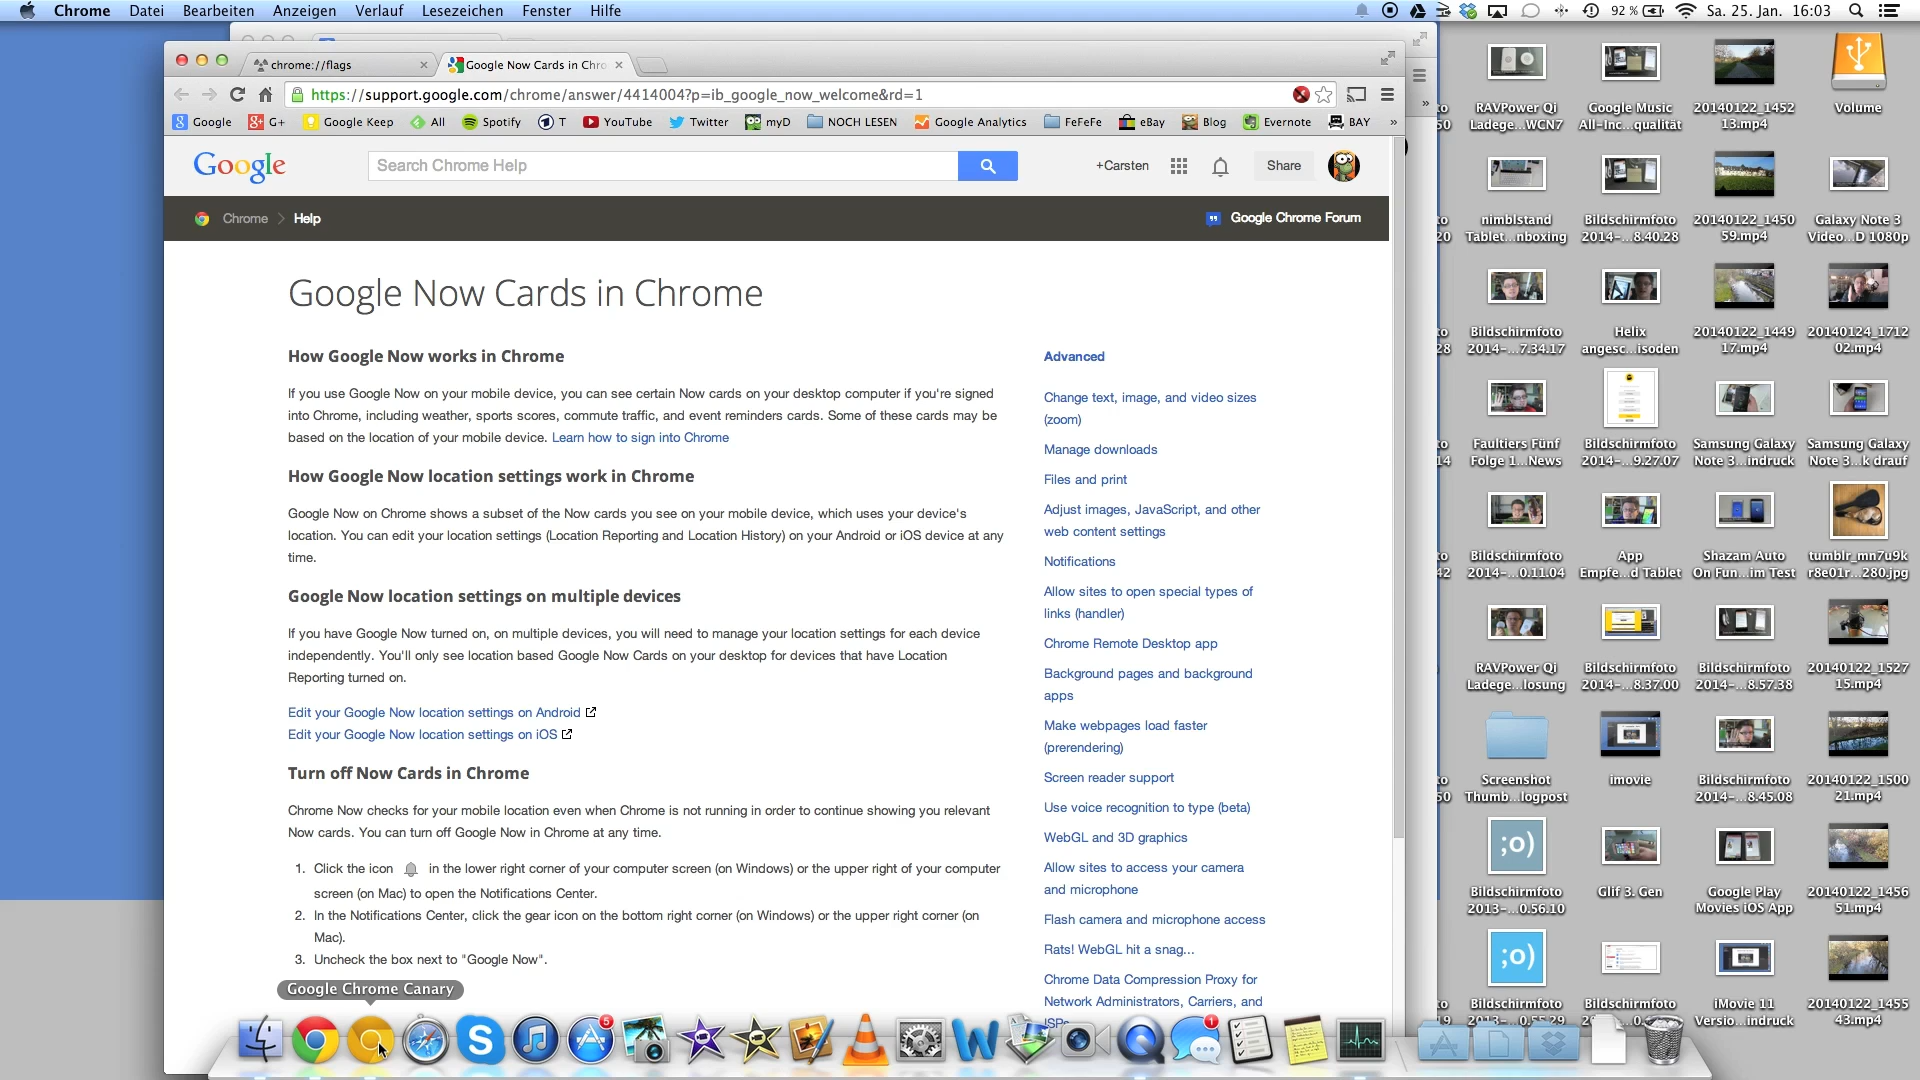 Chrome Datei Bearbeiten Anzeigen Verlauf Lesezeichen Fenster Hilfe
92 % Sa. 25. Jan. 16:03
chrome://flags
Google Now Cards in Chro
https://support.google.com/chrome/answer/4414004?p=ib_google_now_welcome&rd=1
Google G+ Google Keep All Spotify T YouTube Twitter myD NOCH LESEN Google Analytics FeFeFe eBay Blog Evernote BAY »
Google
Search Chrome Help
+Carsten
Share
Chrome Help
Google Chrome Forum
Google Now Cards in Chrome
How Google Now works in Chrome
If you use Google Now on your mobile device, you can see certain Now cards on your desktop computer if you're signed
into Chrome, including weather, sports scores, commute traffic, and event reminders cards. Some of these cards may be
based on the location of your mobile device. Learn how to sign into Chrome
How Google Now location settings work in Chrome
Google Now on Chrome shows a subset of the Now cards you see on your mobile device, which uses your device's
location. You can edit your location settings (Location Reporting and Location History) on your Android or iOS device at any
time.
Google Now location settings on multiple devices
If you have Google Now turned on, on multiple devices, you will need to manage your location settings for each device
independently. You'll only see location based Google Now Cards on your desktop for devices that have Location
Reporting turned on.
Edit your Google Now location settings on Android
Edit your Google Now location settings on iOS
Turn off Now Cards in Chrome
Chrome Now checks for your mobile location even when Chrome is not running in order to continue showing you relevant
Now cards. You can turn off Google Now in Chrome at any time.
1. Click the icon in the lower right corner of your computer screen (on Windows) or the upper right of your computer
screen (on Mac) to open the Notifications Center.
2. In the Notifications Center, click the gear icon on the bottom right corner (on Windows) or the upper right corner (on
Mac).
3. Uncheck the box next to "Google Now".
Advanced
Change text, image, and video sizes
(zoom)
Manage downloads
Files and print
Adjust images, JavaScript, and other
web content settings
Notifications
Allow sites to open special types of
links (handler)
Chrome Remote Desktop app
Background pages and background
apps
Make webpages load faster
(prerendering)
Screen reader support
Use voice recognition to type (beta)
WebGL and 3D graphics
Allow sites to access your camera
and microphone
Flash camera and microphone access
Rats! WebGL hit a snag...
Chrome Data Compression Proxy for
Network Administrators, Carriers, and
ISPs
Google Chrome Canary
5
1
RAVPower Qi
Ladege...WCN7
Google Music
All-Inc...qualität
20140122_1452
13.mp4
Volume
nimblstand
Tablet...nboxing
Bildschirmfoto
2014-...8.40.28
20140122_1450
59.mp4
Galaxy Note 3
Video...D 1080p
Bildschirmfoto
2014-...7.34.17
Helix
angesc...isoden
20140122_1449
17.mp4
20140124_1712
02.mp4
Faultiers Fünf
Folge 1...News
Bildschirmfoto
2014-...9.27.07
Samsung Galaxy
Note 3...indruck
Samsung Galaxy
Note 3...k drauf
Bildschirmfoto
2014-...0.11.04
App
Empfe...d Tablet
Shazam Auto
On Fun...im Test
tumblr_mn7u9k
r8e01r...280.jpg
RAVPower Qi
Ladege...losung
Bildschirmfoto
2014-...8.37.00
Bildschirmfoto
2014-...8.57.38
20140122_1527
15.mp4
Screenshot
Thumb...logpost
imovie
Bildschirmfoto
2014-...8.45.08
20140122_1500
21.mp4
;o)
Bildschirmfoto
2013-...0.56.10
Glif 3. Gen
Google Play
Movies iOS App
20140122_1456
51.mp4
;o)
Bildschirmfoto
Bildschirmfoto
iMovie 11
Versio...indruck
20140122_1455
43.mp4